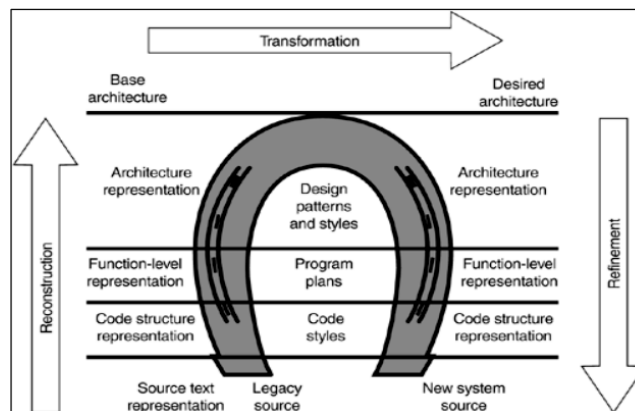 Transformation
Base
architecture
Desired
architecture
Architecture
representation
Design
patterns
and styles
Architecture
representation
Function-level
representation
Program
plans
Function-level
representation
Code structure
representation
Code
styles
Code structure
representation
Source text
representation
Legacy
source
New system
source
Reconstruction
Refinement